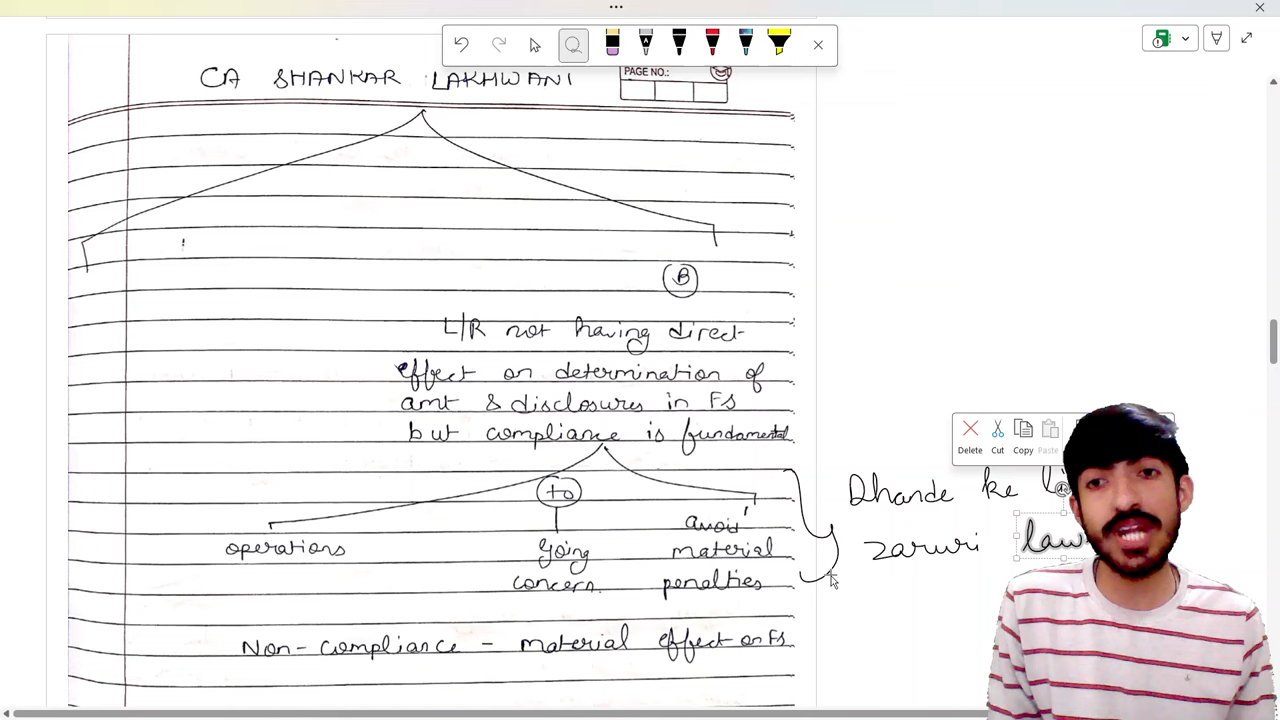 CA SHANKAR LAKHWANI
PAGE NO.:
B
L/R not having direct
effect on determination of
amt & disclosures in FS
but compliance is fundamental
to
operations
going
concern.
avoid
material
penalties
Non-compliance - material effect on FS
Dhande ke
zaruri law
Delete Cut Copy Paste